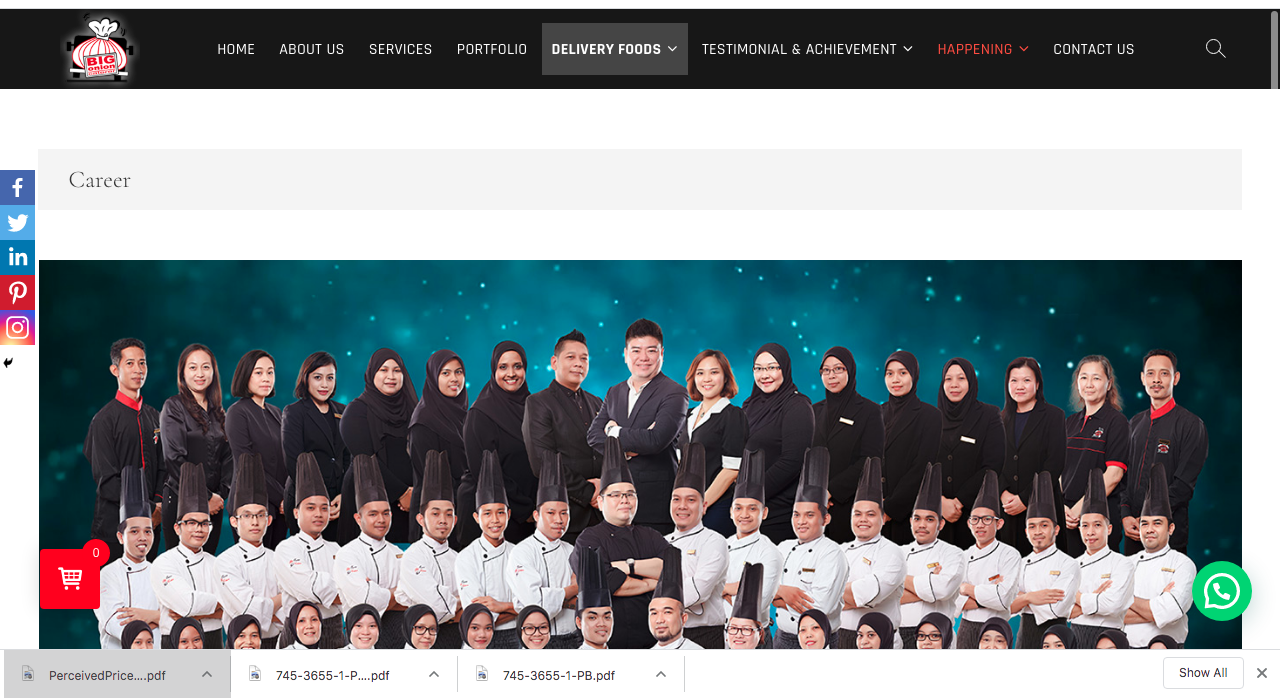 BIG
onion
HOME
ABOUT US
SERVICES
PORTFOLIO
DELIVERY FOODS
TESTIMONIAL & ACHIEVEMENT
HAPPENING
CONTACT US
Career
0
PerceivedPrice....pdf
745-3655-1-P....pdf
745-3655-1-PB.pdf
Show All